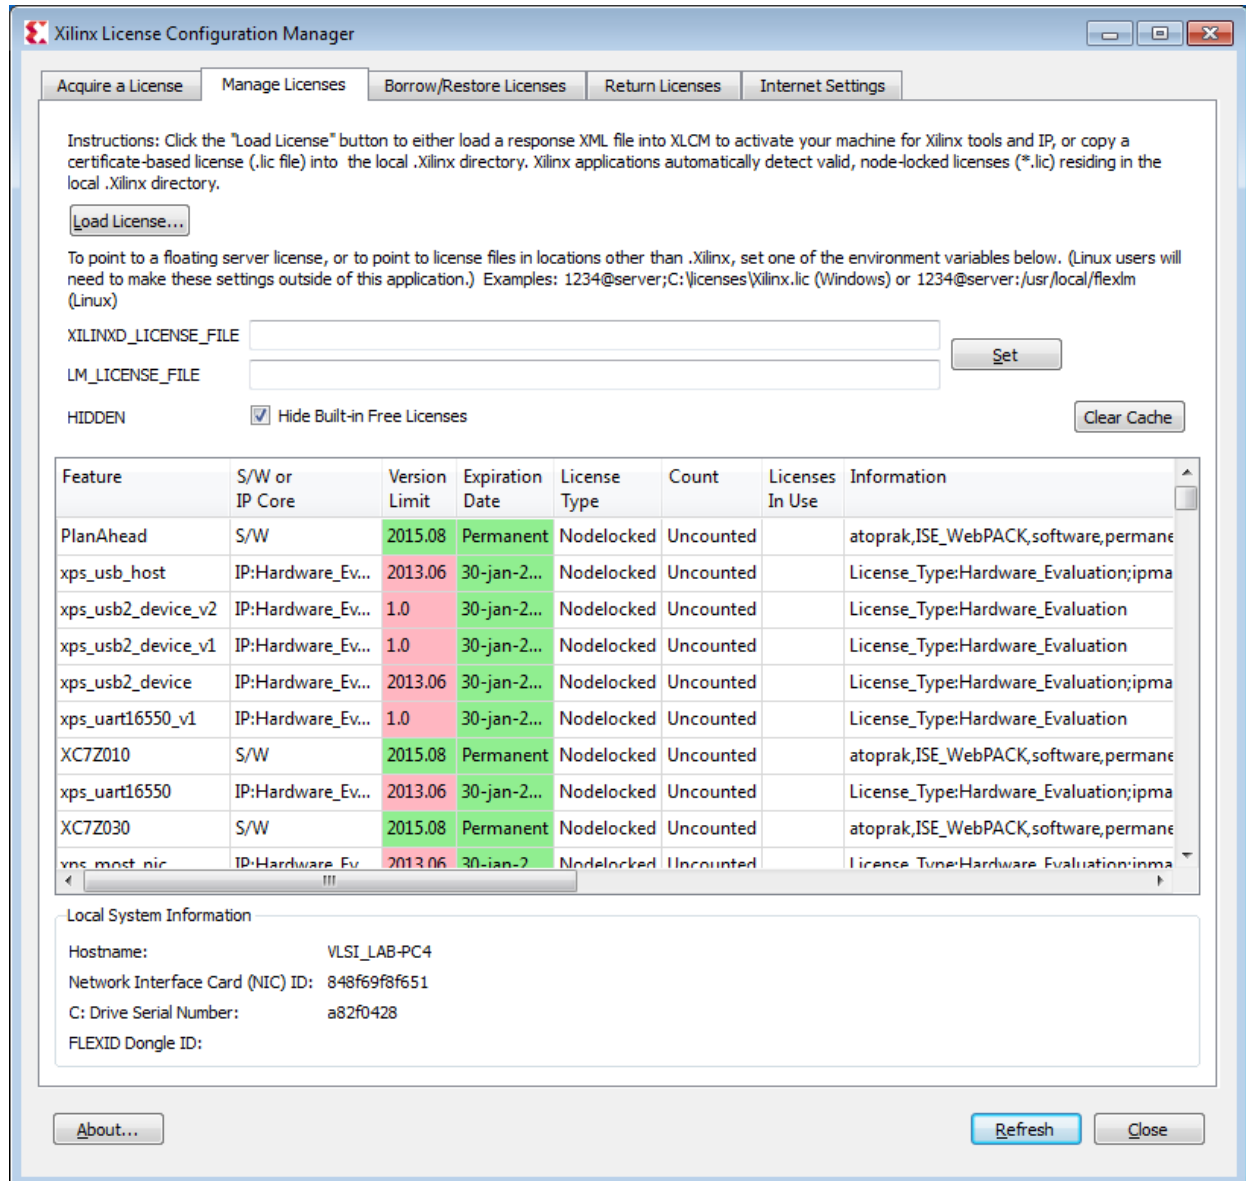 Xilinx License Configuration Manager
Acquire a License Manage Licenses Borrow/Restore Licenses Return Licenses Internet Settings
Instructions: Click the "Load License" button to either load a response XML file into XLCM to activate your machine for Xilinx tools and IP, or copy a
certificate-based license (.lic file) into the local .Xilinx directory. Xilinx applications automatically detect valid, node-locked licenses (*.lic) residing in the
local .Xilinx directory.
Load License...
To point to a floating server license, or to point to license files in locations other than .Xilinx, set one of the environment variables below. (Linux users will
need to make these settings outside of this application.) Examples: 1234@server;C:\licenses\Xilinx.lic (Windows) or 1234@server:/usr/local/flexlm
(Linux)
XILINXD_LICENSE_FILE
Set
LM_LICENSE_FILE
HIDDEN Hide Built-in Free Licenses Clear Cache
Feature S/W or Version Expiration License Count Licenses Information
IP Core Limit Date Type In Use
PlanAhead S/W 2015.08 Permanent Nodelocked Uncounted atoprak,ISE_WebPACK,software,permane
xps_usb_host IP:Hardware_Ev... 2013.06 30-jan-2... Nodelocked Uncounted License_Type:Hardware_Evaluation;ipma
xps_usb2_device_v2 IP:Hardware_Ev... 1.0 30-jan-2... Nodelocked Uncounted License_Type:Hardware_Evaluation
xps_usb2_device_v1 IP:Hardware_Ev... 1.0 30-jan-2... Nodelocked Uncounted License_Type:Hardware_Evaluation
xps_usb2_device IP:Hardware_Ev... 2013.06 30-jan-2... Nodelocked Uncounted License_Type:Hardware_Evaluation;ipma
xps_uart16550_v1 IP:Hardware_Ev... 1.0 30-jan-2... Nodelocked Uncounted License_Type:Hardware_Evaluation
XC7Z010 S/W 2015.08 Permanent Nodelocked Uncounted atoprak,ISE_WebPACK,software,permane
xps_uart16550 IP:Hardware_Ev... 2013.06 30-jan-2... Nodelocked Uncounted License_Type:Hardware_Evaluation;ipma
XC7Z030 S/W 2015.08 Permanent Nodelocked Uncounted atoprak,ISE_WebPACK,software,permane
xps_most_nic IP:Hardware_Ev 2013.06 30-jan-2 Nodelocked Uncounted License_Type:Hardware_Evaluation;ipma
Local System Information
Hostname: VLSI_LAB-PC4
Network Interface Card (NIC) ID: 848f69f8f651
C: Drive Serial Number: a82f0428
FLEXID Dongle ID:
About... Refresh Close